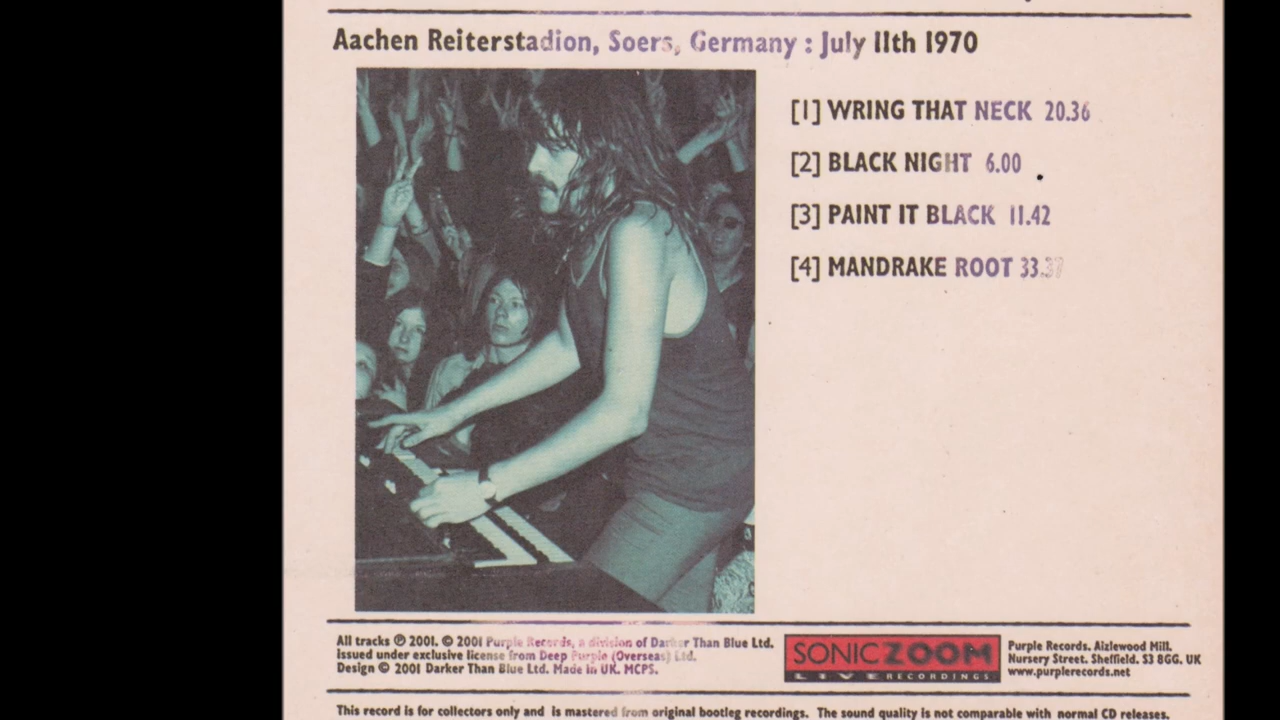 Aachen Reiterstadion, Soers, Germany : July 11th 1970
[1] WRING THAT NECK 20.36
[2] BLACK NIGHT 6.00
[3] PAINT IT BLACK 11.42
[4] MANDRAKE ROOT 33.37
All tracks ℗ 2001. © 2001 Purple Records, a division of Darker Than Blue Ltd.
issued under exclusive license from Deep Purple (Overseas) Ltd.
Design © 2001 Darker Than Blue Ltd. Made in UK. MCPS.
SONIC ZOOM
LIVE RECORDINGS
Purple Records. Aizlewood Mill.
Nursery Street. Sheffield. S3 8GG. UK
www.purplerecords.net
This record is for collectors only and is mastered from original bootleg recordings. The sound quality is not comparable with normal CD releases.